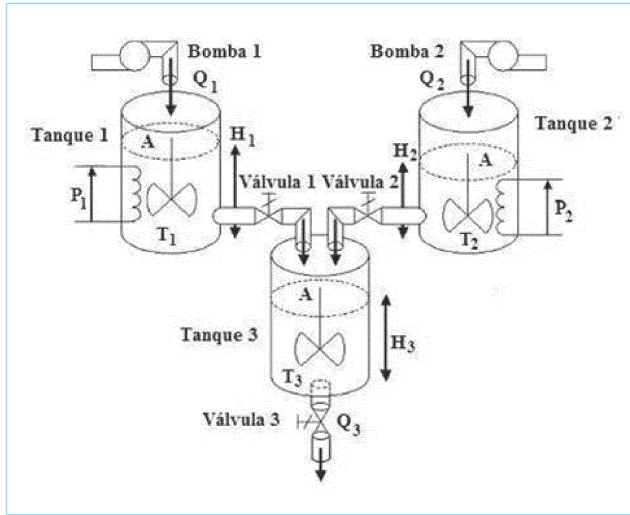 Bomba 1
Bomba 2
Q1
Q2
Tanque 1
A
H1
Tanque 2
H2
A
Válvula 1
Válvula 2
P1
P2
T1
T2
A
Tanque 3
H3
T3
Válvula 3
Q3